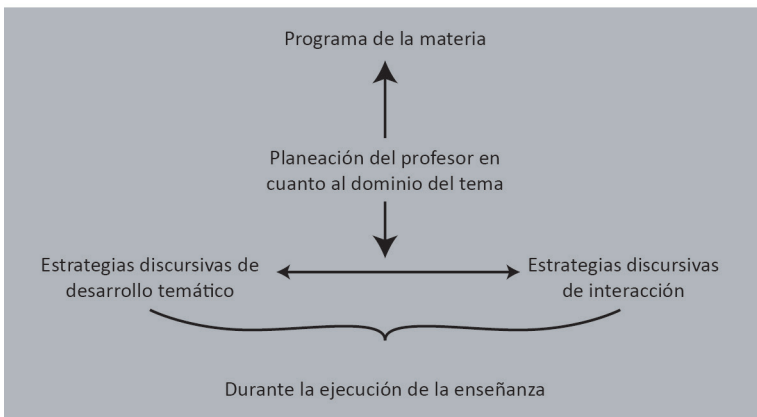 Programa de la materia
Planeación del profesor en
cuanto al dominio del tema
Estrategias discursivas de
desarrollo temático
Estrategias discursivas
de interacción
Durante la ejecución de la enseñanza